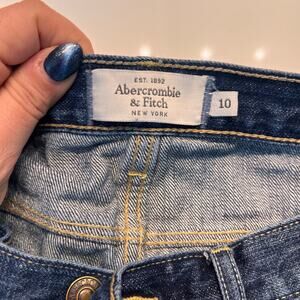 EST. 1892
Abercrombie
& Fitch
NEW YORK
10